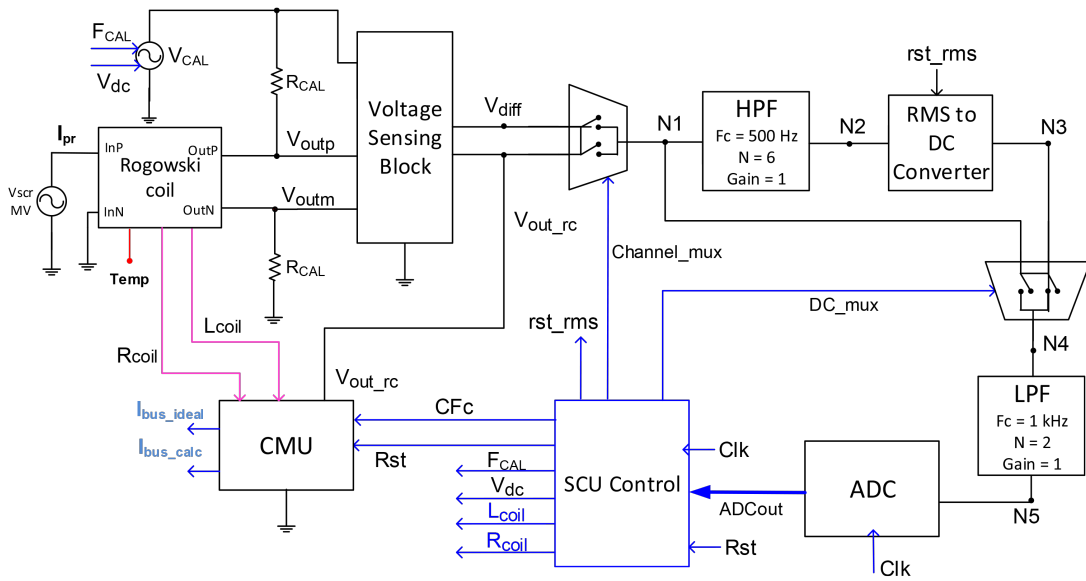 FCAL
VCAL
Vdc
RCAL
Voltage
Sensing
Block
Vdiff
rst_rms
HPF
Fc = 500 Hz
N = 6
Gain = 1
RMS to
DC
Converter
N1
N2
N3
Ipr
InP
OutP
Rogowski
coil
InN
OutN
Voutp
Voutm
Vscr
MV
Temp
RCAL
Vout_rc
Channel_mux
DC_mux
Lcoil
Rcoil
rst_rms
N4
Vout_rc
LPF
Fc = 1 kHz
N = 2
Gain = 1
Ibus_ideal
Ibus_calc
CMU
CFc
Rst
FCAL
Vdc
Lcoil
Rcoil
SCU Control
Clk
ADCout
Rst
ADC
N5
Clk